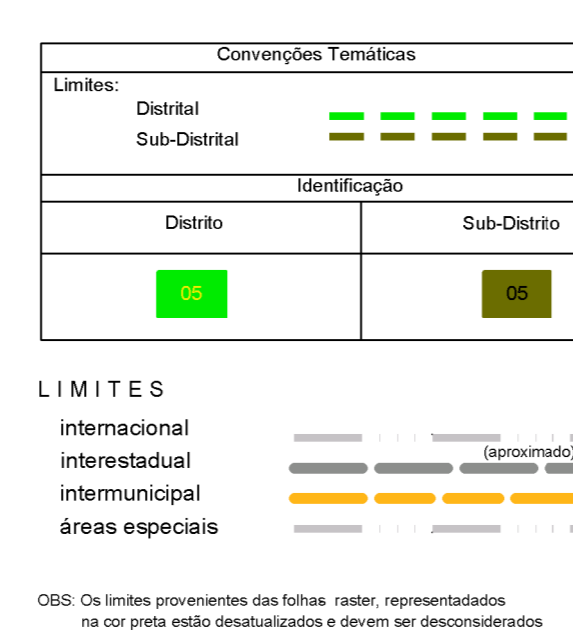 Convenções Temáticas
Limites:
Distrital
Sub-Distrital
Identificação
Distrito
Sub-Distrito
05
05
LIMITES
internacional
(aproximado)
interestadual
intermunicipal
áreas especiais
OBS: Os limites provenientes das folhas raster, representadados
na cor preta estão desatualizados e devem ser desconsiderados